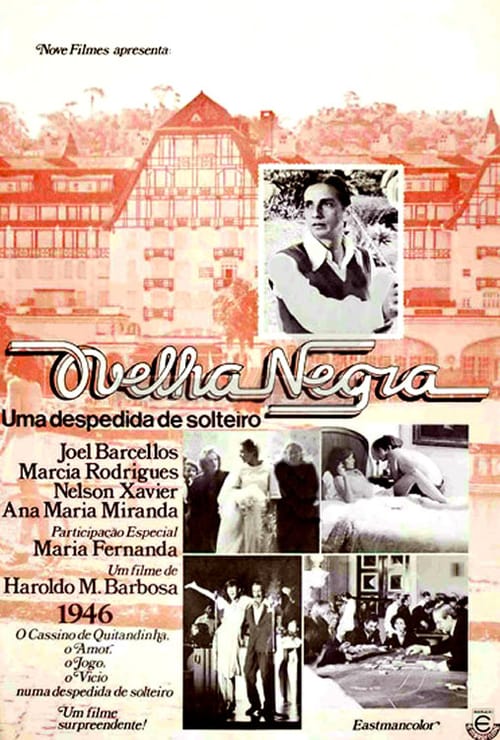 Nove Filmes apresenta:
Ovelha Negra
Uma despedida de solteiro
Joel Barcellos
Marcia Rodrigues
Nelson Xavier
Ana Maria Miranda
Participação Especial
Maria Fernanda
Um filme de
Haroldo M. Barbosa
1946
O Cassino de Quitandinha,
o Amor,
o Jogo,
o Vicio
numa despedida de solteiro
Um filme
surpreendente!
Eastmancolor